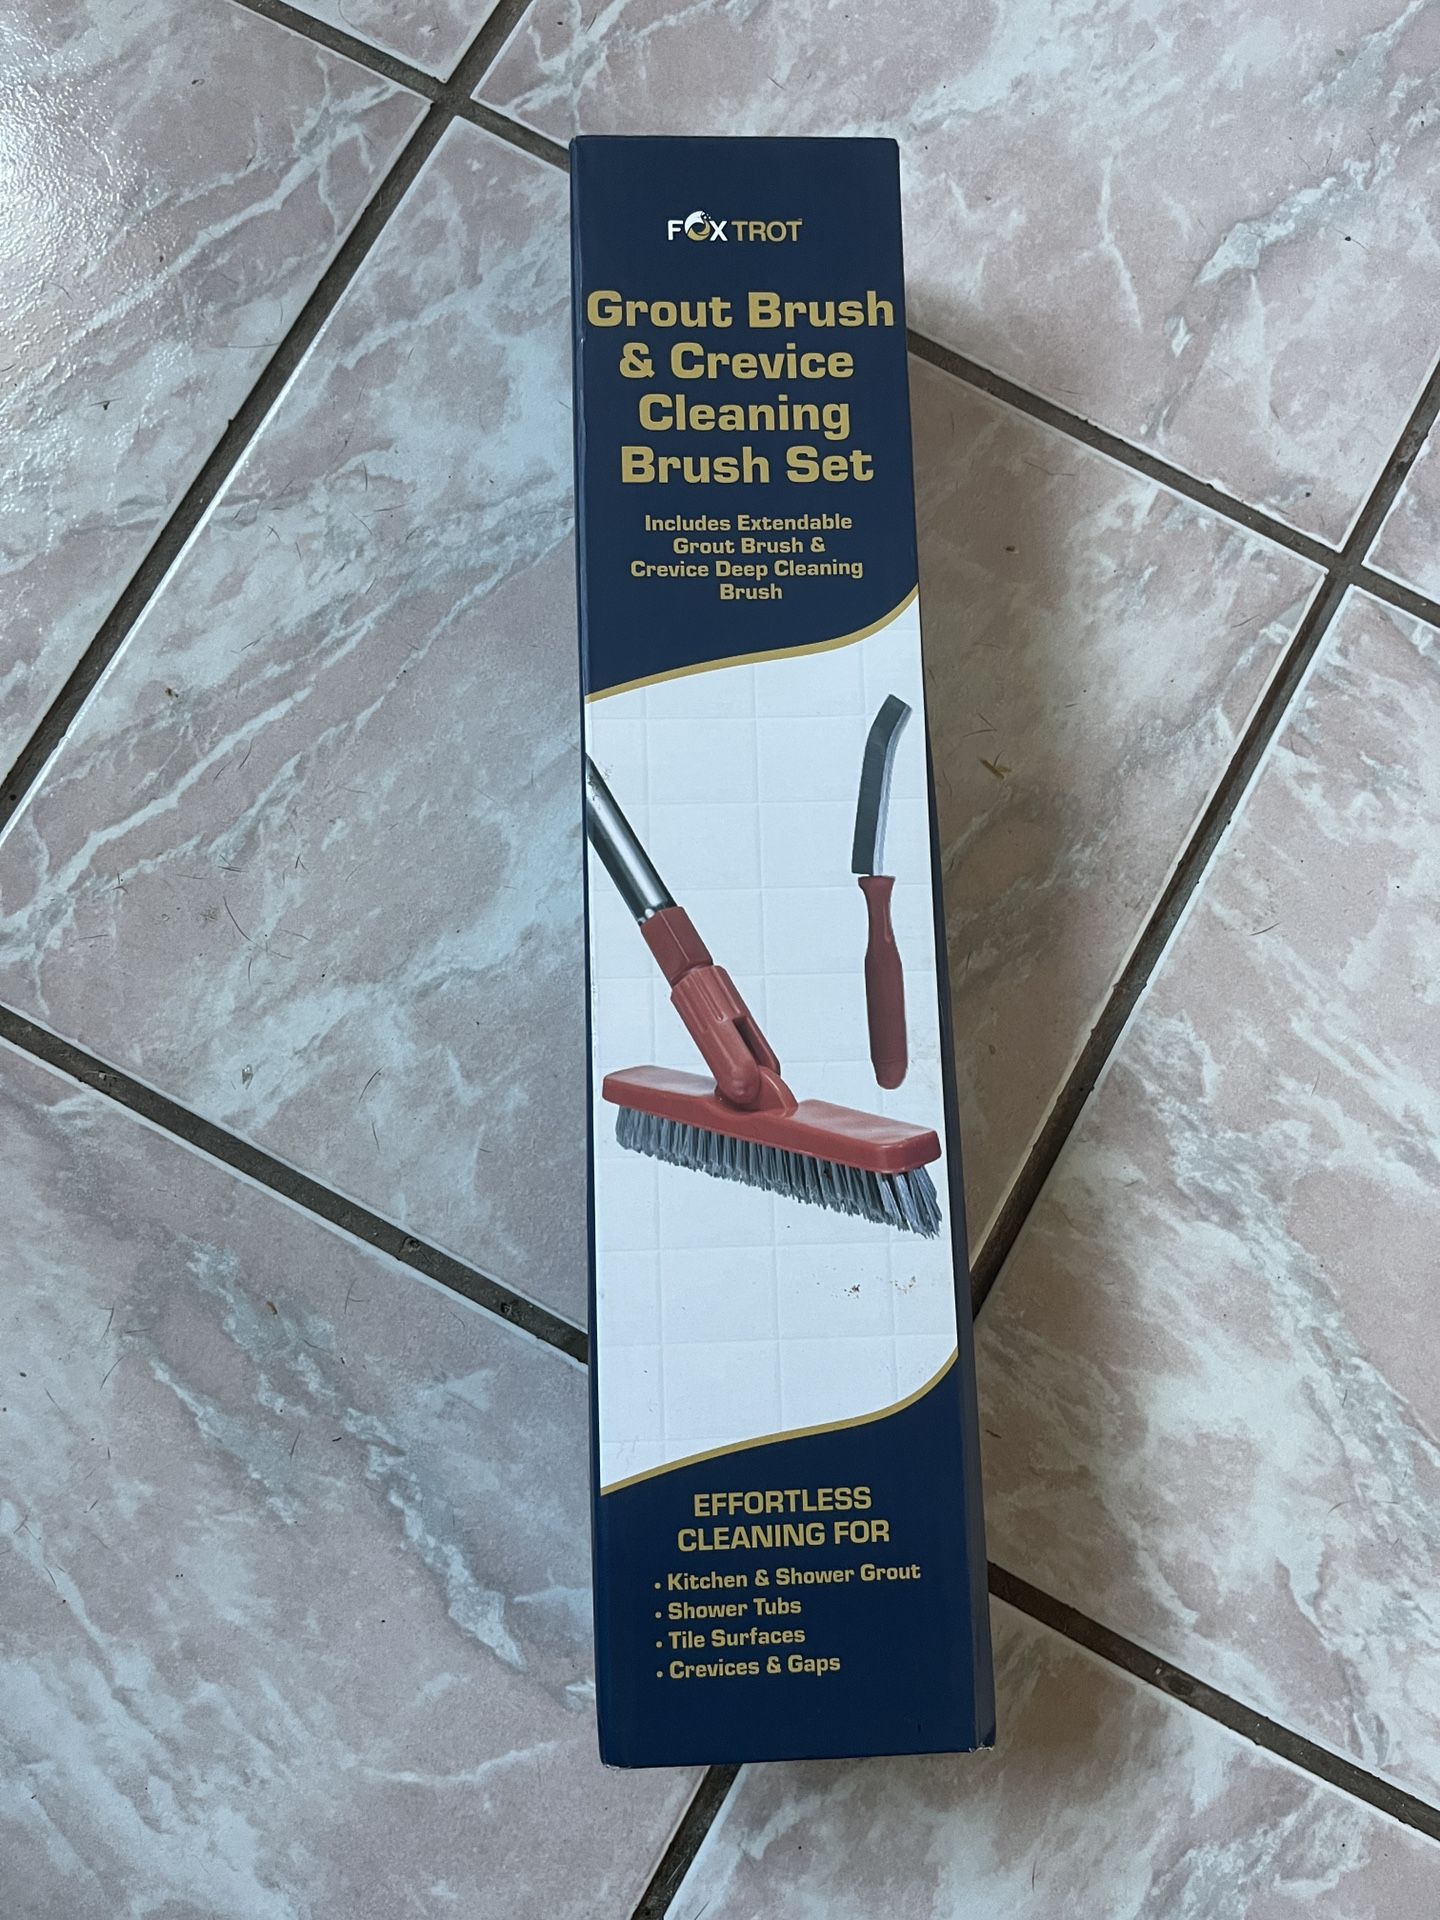 FOX TROT™
Grout Brush
& Crevice
Cleaning
Brush Set
Includes Extendable
Grout Brush &
Crevice Deep Cleaning
Brush
EFFORTLESS
CLEANING FOR
• Kitchen & Shower Grout
• Shower Tubs
• Tile Surfaces
• Crevices & Gaps